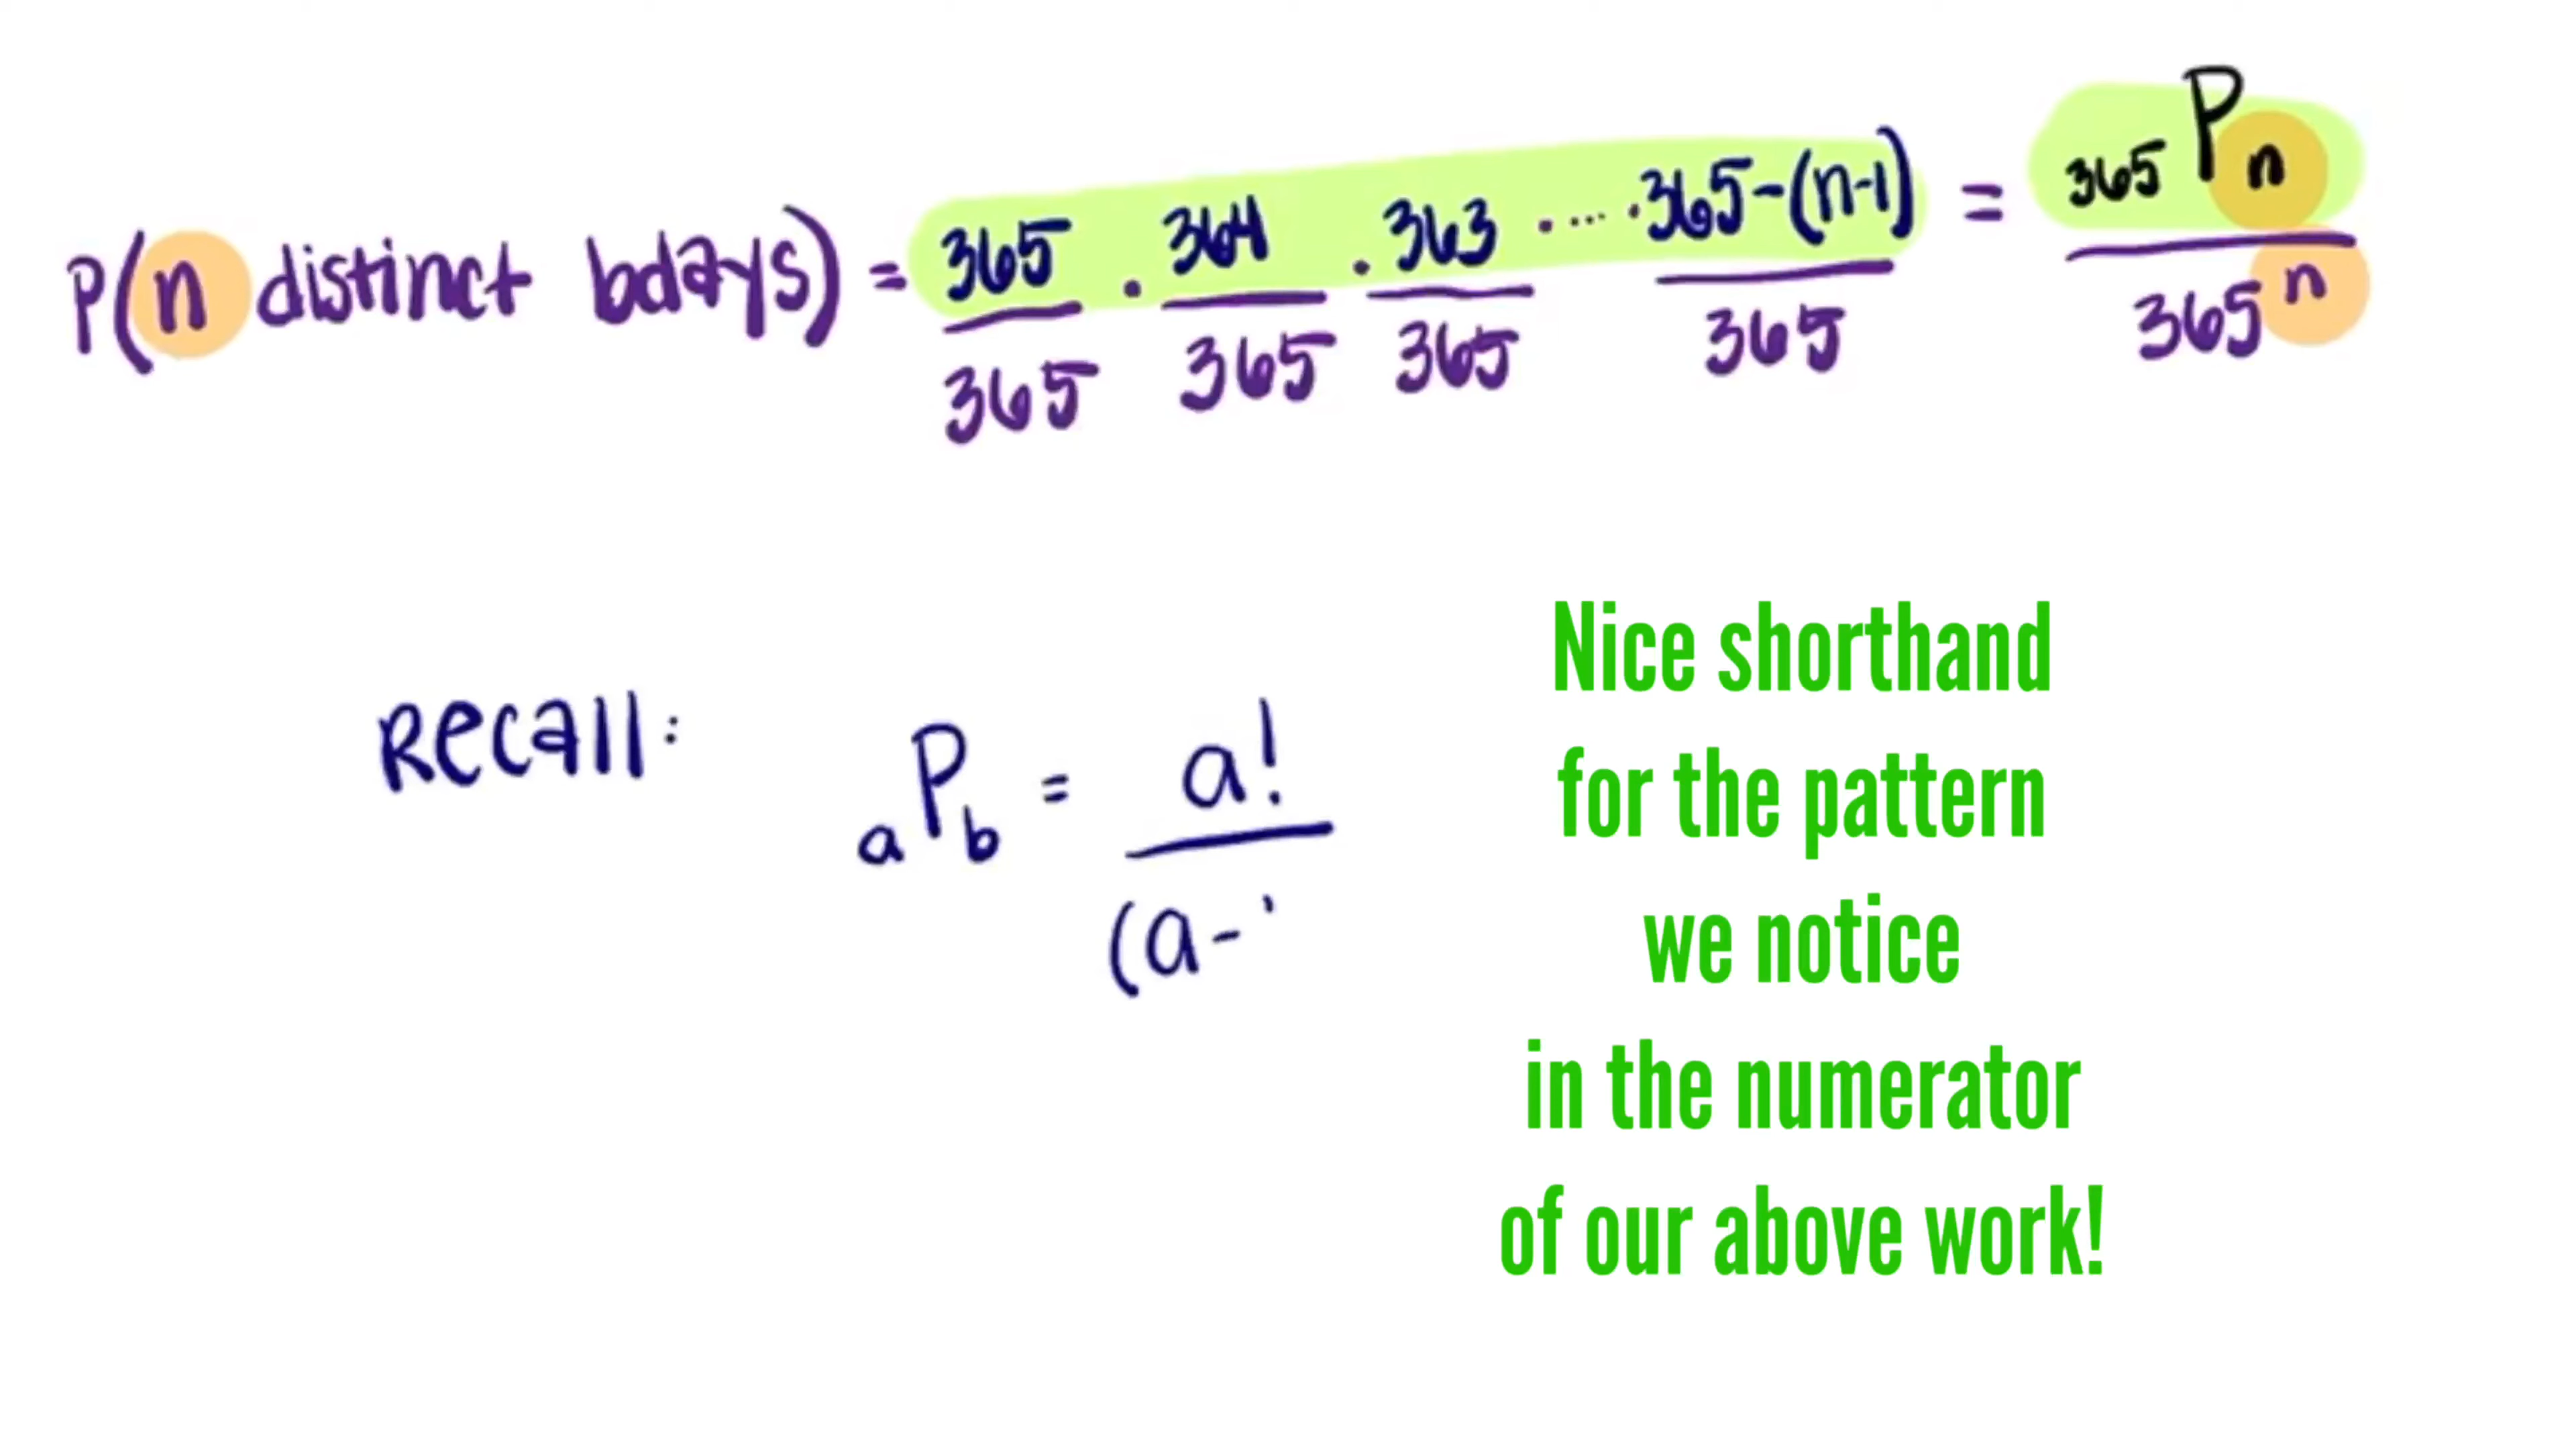 P(n distinct bdays) = 365/365 · 364/365 · 363/365 · ... · 365-(n-1)/365 = 365Pn/365^n
Recall: aPb = a!/(a-
Nice shorthand
for the pattern
we notice
in the numerator
of our above work!